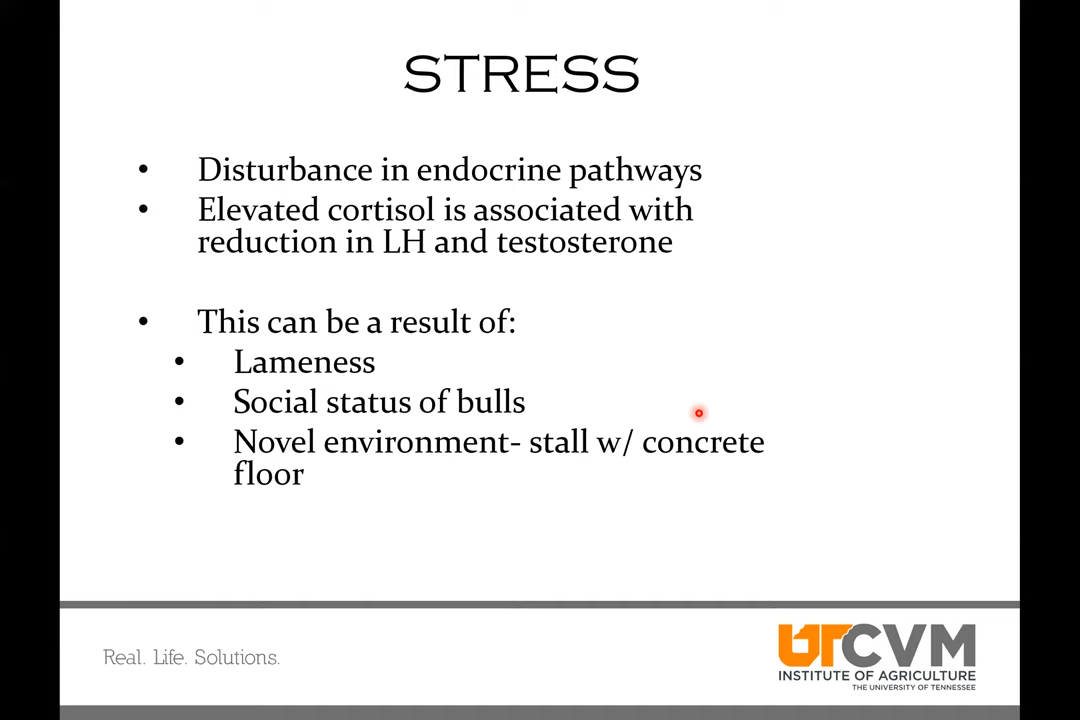 STRESS
• Disturbance in endocrine pathways
• Elevated cortisol is associated with
reduction in LH and testosterone
• This can be a result of:
• Lameness
• Social status of bulls
• Novel environment- stall w/ concrete
floor
Real. Life. Solutions.
UTCVM
INSTITUTE OF AGRICULTURE
THE UNIVERSITY OF TENNESSEE